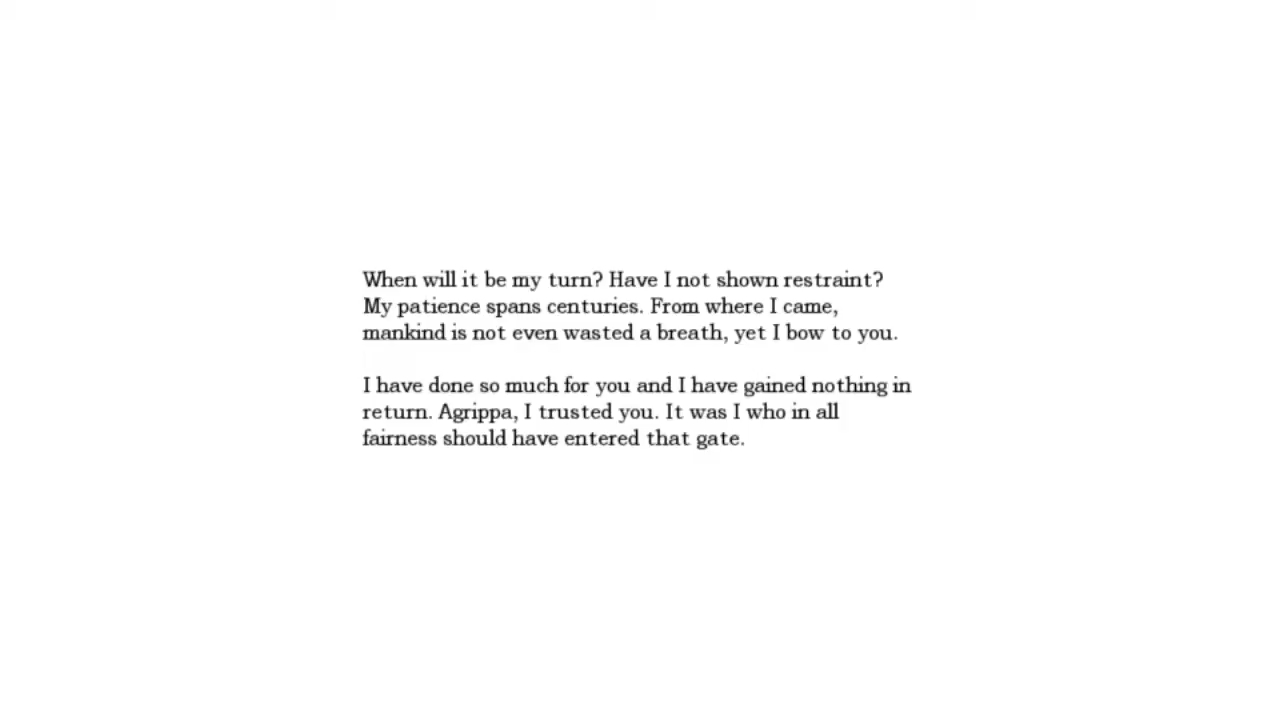 When will it be my turn? Have I not shown restraint?
My patience spans centuries. From where I came,
mankind is not even wasted a breath, yet I bow to you.
I have done so much for you and I have gained nothing in
return. Agrippa, I trusted you. It was I who in all
fairness should have entered that gate.